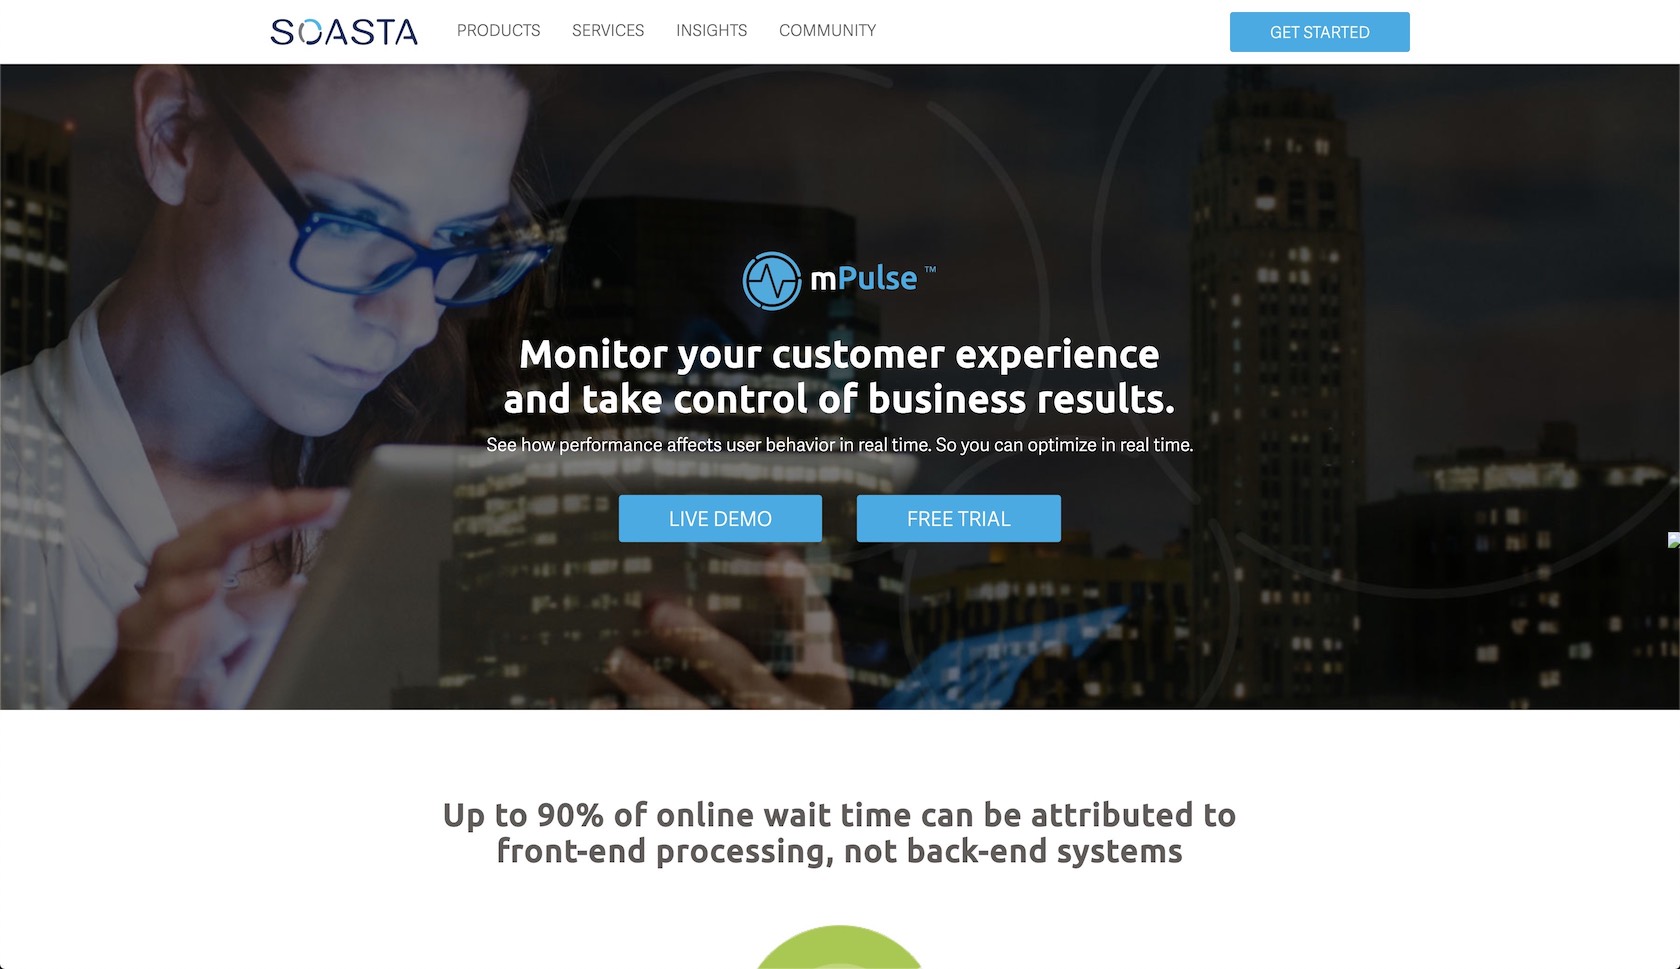 SOASTA
PRODUCTS
SERVICES
INSIGHTS
COMMUNITY
GET STARTED
mPulse ™
Monitor your customer experience
and take control of business results.
See how performance affects user behavior in real time. So you can optimize in real time.
LIVE DEMO
FREE TRIAL
Up to 90% of online wait time can be attributed to
front-end processing, not back-end systems